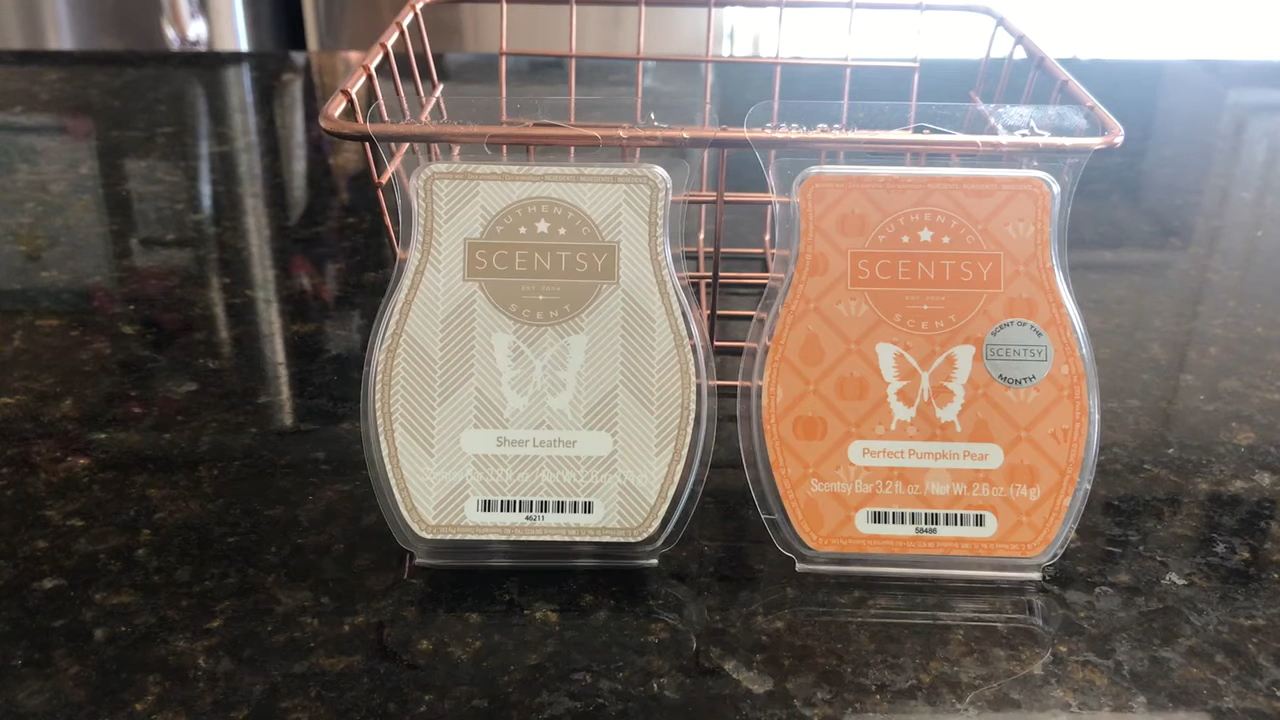 AUTHENTIC
SCENTSY
EST. 2004
SCENT
Sheer Leather
46211
AUTHENTIC
SCENTSY
EST. 2004
SCENT
SCENT OF THE
SCENTSY
MONTH
Perfect Pumpkin Pear
Scentsy Bar 3.2 fl. oz. / Net Wt. 2.6 oz. (74 g)
58486